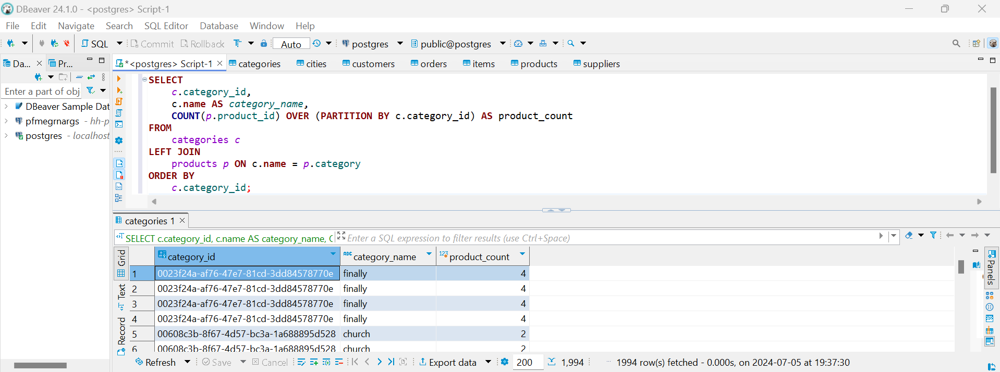 DBeaver 24.1.0 - <postgres> Script-1
File Edit Navigate Search SQL Editor Database Window Help
SQL Commit Rollback Auto postgres public@postgres
Da... Pr...
*<postgres> Script-1 categories cities customers orders items products suppliers
Enter a part of obj
DBeaver Sample Dat
pfmegrnargs - hh-p
postgres - localhost
SELECT
c.category_id,
c.name AS category_name,
COUNT(p.product_id) OVER (PARTITION BY c.category_id) AS product_count
FROM
categories c
LEFT JOIN
products p ON c.name = p.category
ORDER BY
c.category_id;
categories 1
SELECT c.category_id, c.name AS category_name, C
Enter a SQL expression to filter results (use Ctrl+Space)
Grid
Text
Record
category_id ABC category_name 123 product_count
1 0023f24a-af76-47e7-81cd-3dd84578770e finally 4
2 0023f24a-af76-47e7-81cd-3dd84578770e finally 4
3 0023f24a-af76-47e7-81cd-3dd84578770e finally 4
4 0023f24a-af76-47e7-81cd-3dd84578770e finally 4
5 00608c3b-8f67-4d57-bc3a-1a688895d528 church 2
6 00608c3b-8f67-4d57-bc3a-1a688895d528 church 2
Panels
Refresh Save Cancel Export data 200 1,994 1994 row(s) fetched - 0.000s, on 2024-07-05 at 19:37:30